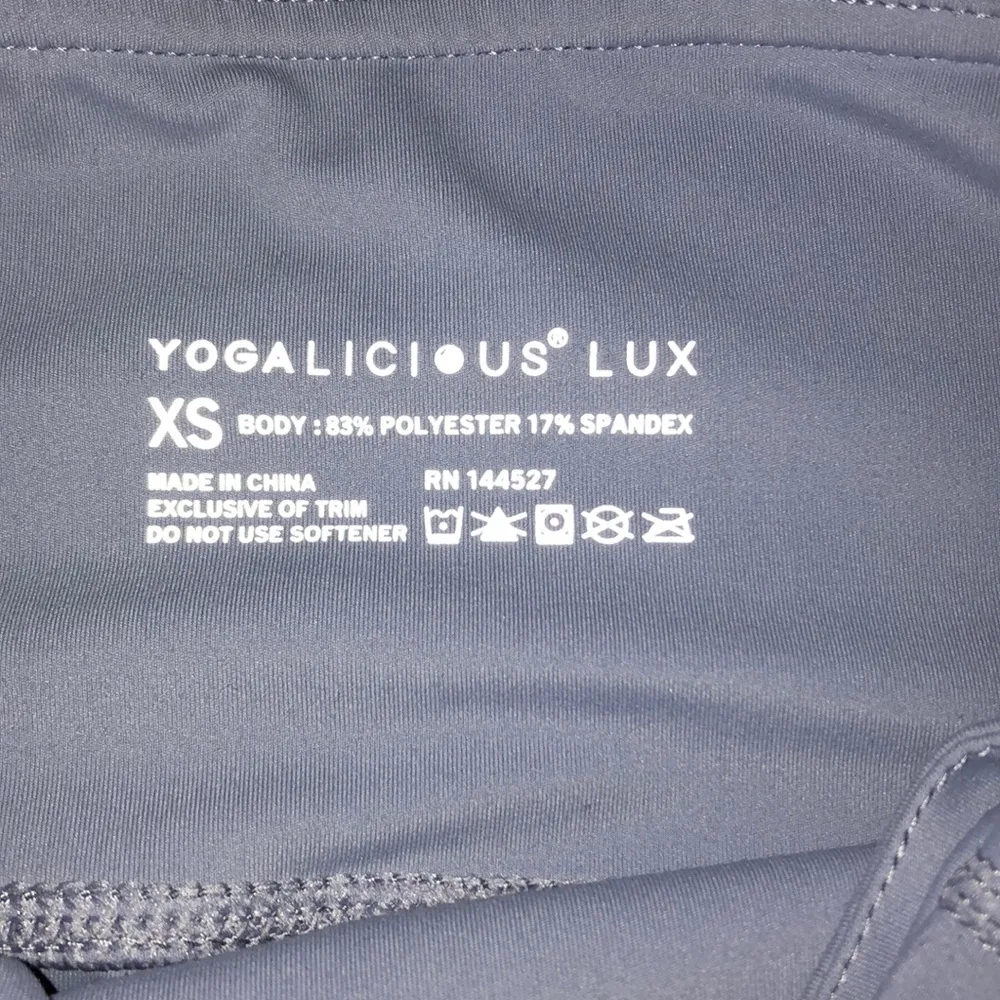 YOGALICIOUS® LUX
XS BODY : 83% POLYESTER 17% SPANDEX
MADE IN CHINA RN 144527
EXCLUSIVE OF TRIM
DO NOT USE SOFTENER